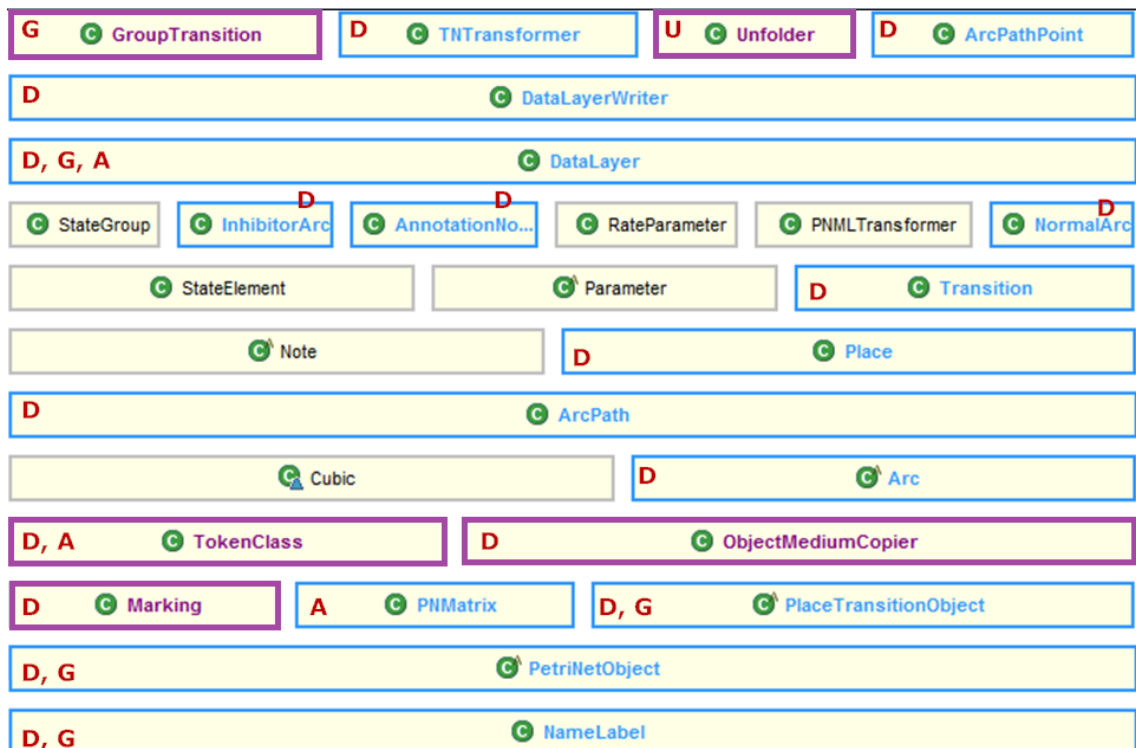 G GroupTransition D TNTransformer U Unfolder D ArcPathPoint
D DataLayerWriter
D, G, A DataLayer
StateGroup D InhibitorArc D AnnotationNo... RateParameter PNMLTransformer D NormalArc
StateElement Parameter D Transition
Note D Place
D ArcPath
Cubic D Arc
D, A TokenClass D ObjectMediumCopier
D Marking A PNMatrix D, G PlaceTransitionObject
D, G PetriNetObject
D, G NameLabel